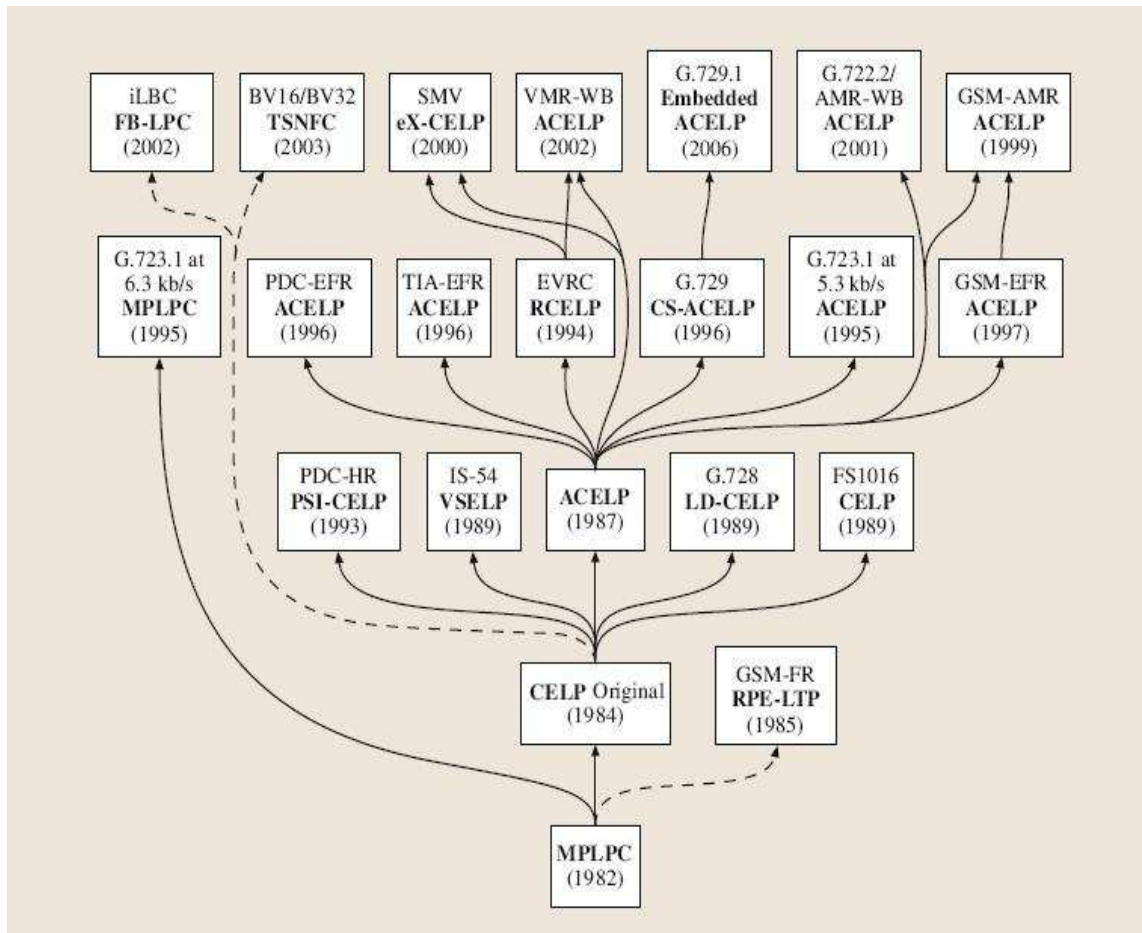 iLBC
FB-LPC
(2002)
BV16/BV32
TSNFC
(2003)
SMV
eX-CELP
(2000)
VMR-WB
ACELP
(2002)
G.729.1
Embedded
ACELP
(2006)
G.722.2/
AMR-WB
ACELP
(2001)
GSM-AMR
ACELP
(1999)
G.723.1 at
6.3 kb/s
MPLPC
(1995)
PDC-EFR
ACELP
(1996)
TIA-EFR
ACELP
(1996)
EVRC
RCELP
(1994)
G.729
CS-ACELP
(1996)
G.723.1 at
5.3 kb/s
ACELP
(1995)
GSM-EFR
ACELP
(1997)
PDC-HR
PSI-CELP
(1993)
IS-54
VSELP
(1989)
ACELP
(1987)
G.728
LD-CELP
(1989)
FS1016
CELP
(1989)
CELP Original
(1984)
GSM-FR
RPE-LTP
(1985)
MPLPC
(1982)